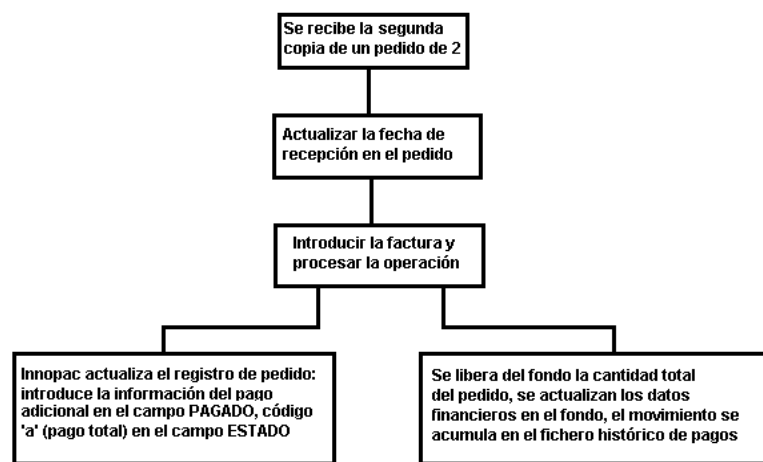 Se recibe la segunda
copia de un pedido de 2
Actualizar la fecha de
recepción en el pedido
Introducir la factura y
procesar la operación
Innopac actualiza el registro de pedido:
introduce la información del pago
adicional en el campo PAGADO, código
'a' (pago total) en el campo ESTADO
Se libera del fondo la cantidad total
del pedido, se actualizan los datos
financieros en el fondo, el movimiento se
acumula en el fichero histórico de pagos